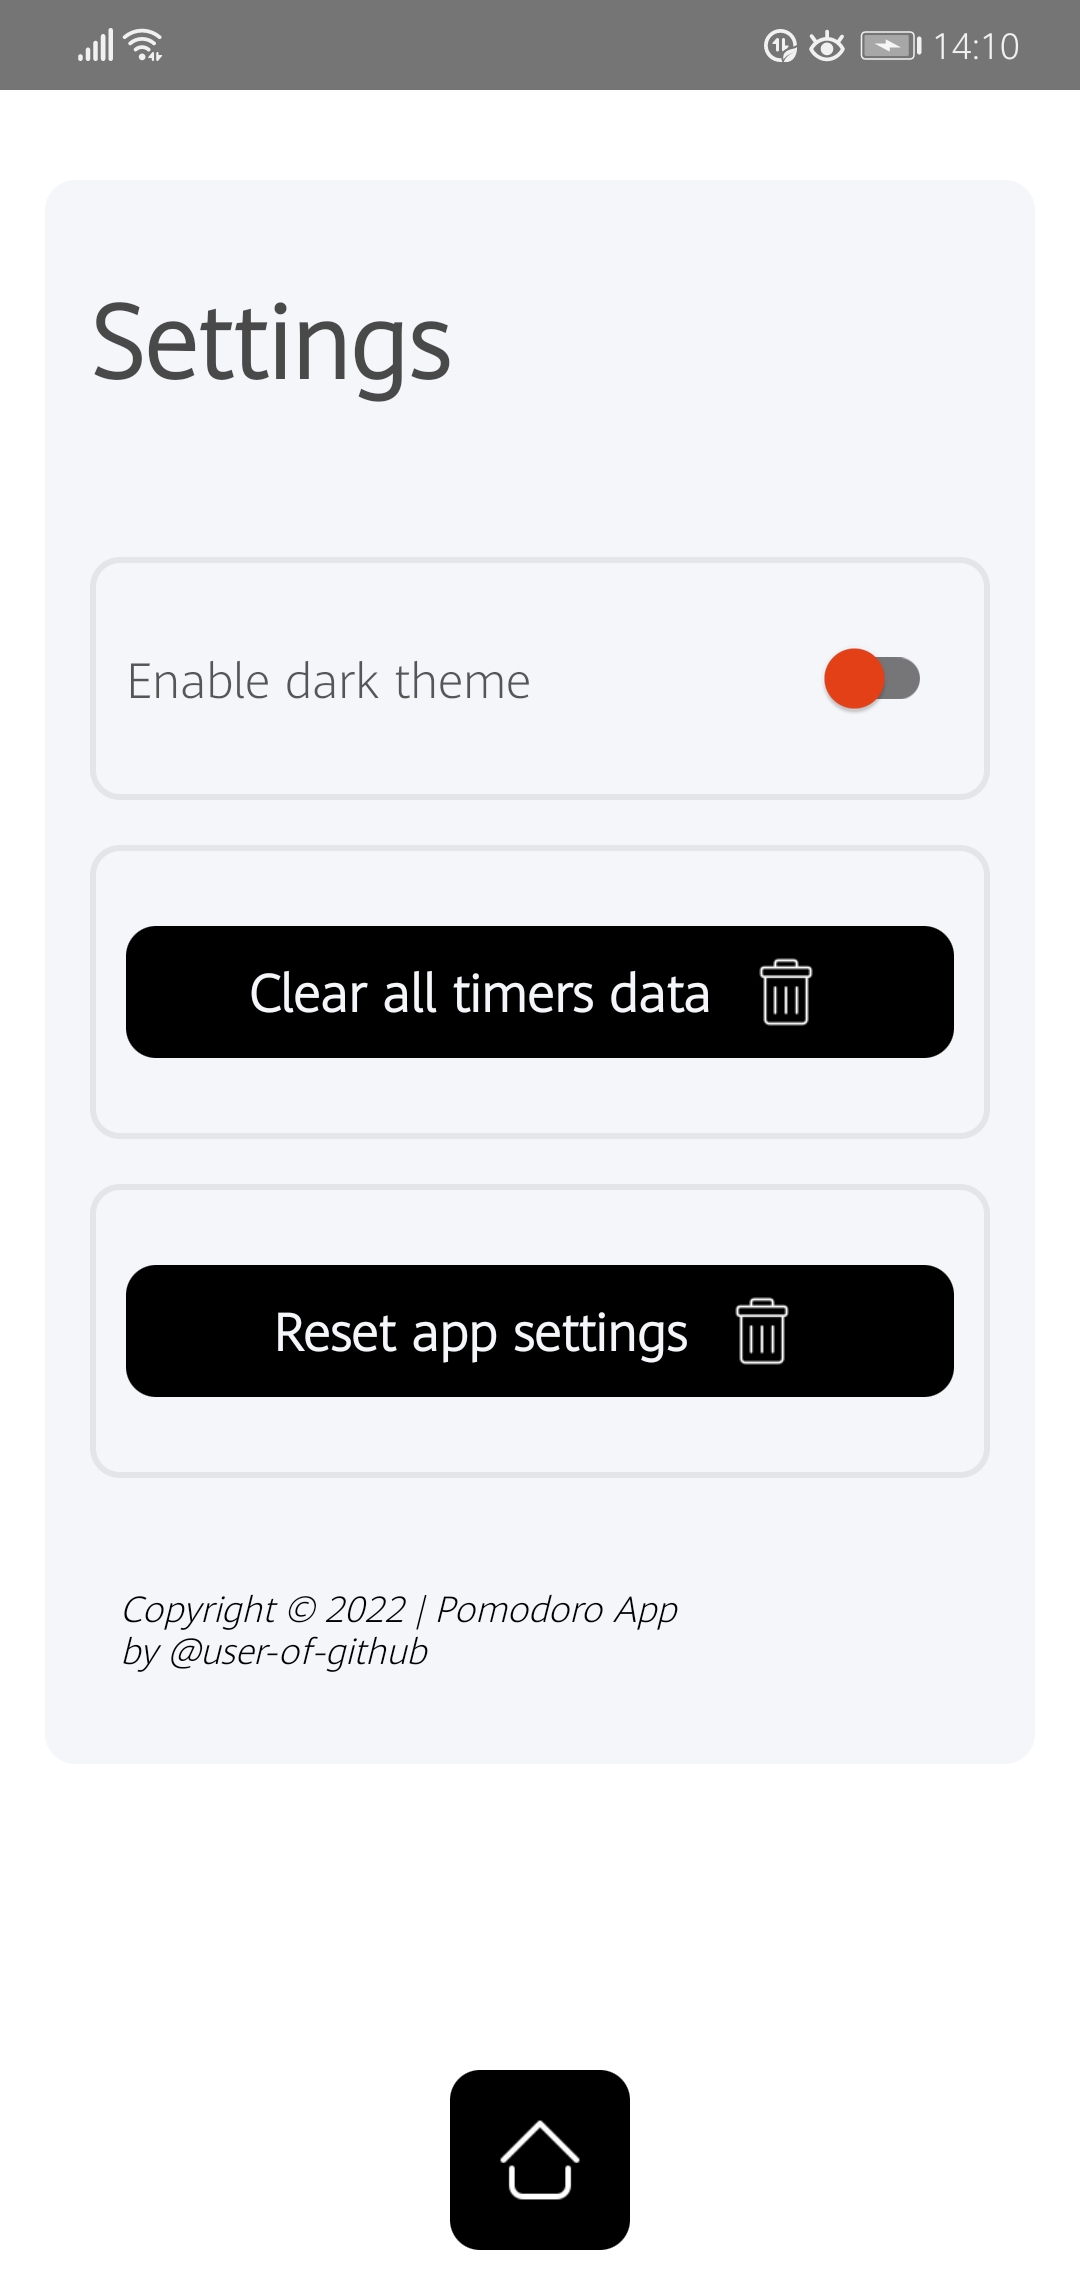 14:10
Settings
Enable dark theme
Clear all timers data
Reset app settings
Copyright © 2022 | Pomodoro App
by @user-of-github